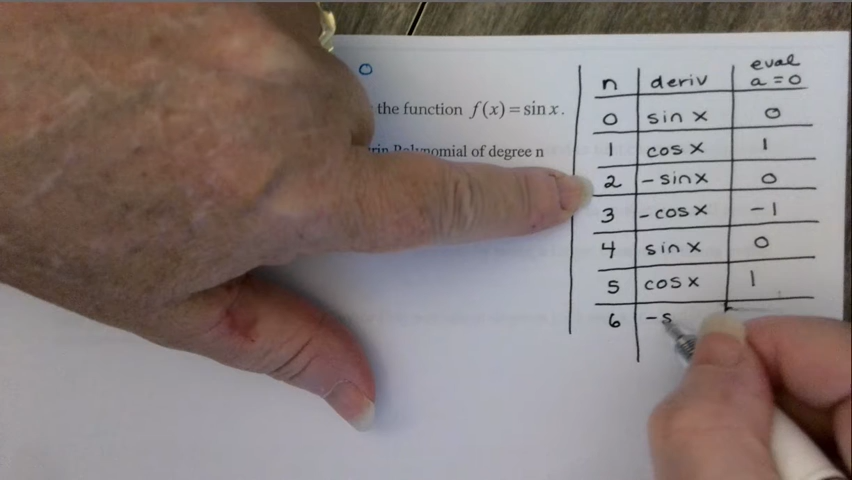 o
the function f(x) = sin x.
Polynomial of degree n
n deriv eval a = 0
0 sin x 0
1 cos x 1
2 - sin x 0
3 - cos x -1
4 sin x 0
5 cos x 1
6 - s